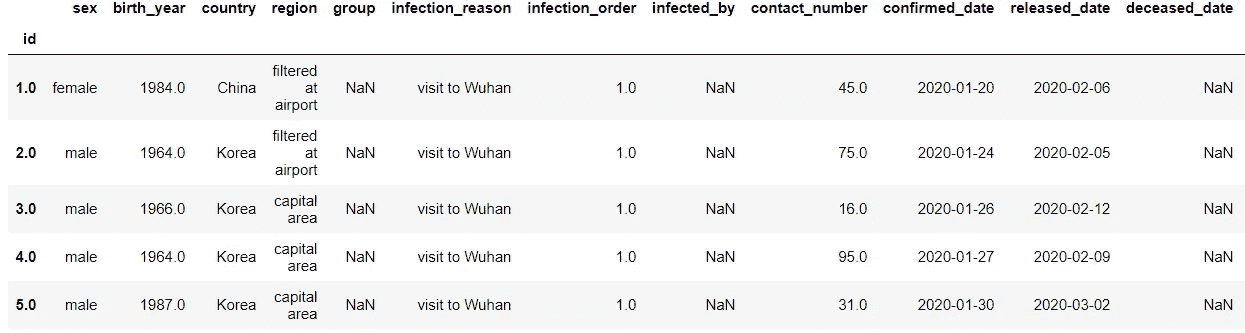 sex birth_year country region group infection_reason infection_order infected_by contact_number confirmed_date released_date deceased_date
id
filtered
1.0 female 1984.0 China at NaN visit to Wuhan 1.0 NaN 45.0 2020-01-20 2020-02-06 NaN
airport
filtered
2.0 male 1964.0 Korea at NaN visit to Wuhan 1.0 NaN 75.0 2020-01-24 2020-02-05 NaN
airport
3.0 male 1966.0 Korea capital area NaN visit to Wuhan 1.0 NaN 16.0 2020-01-26 2020-02-12 NaN
4.0 male 1964.0 Korea capital area NaN visit to Wuhan 1.0 NaN 95.0 2020-01-27 2020-02-09 NaN
5.0 male 1987.0 Korea capital area NaN visit to Wuhan 1.0 NaN 31.0 2020-01-30 2020-03-02 NaN